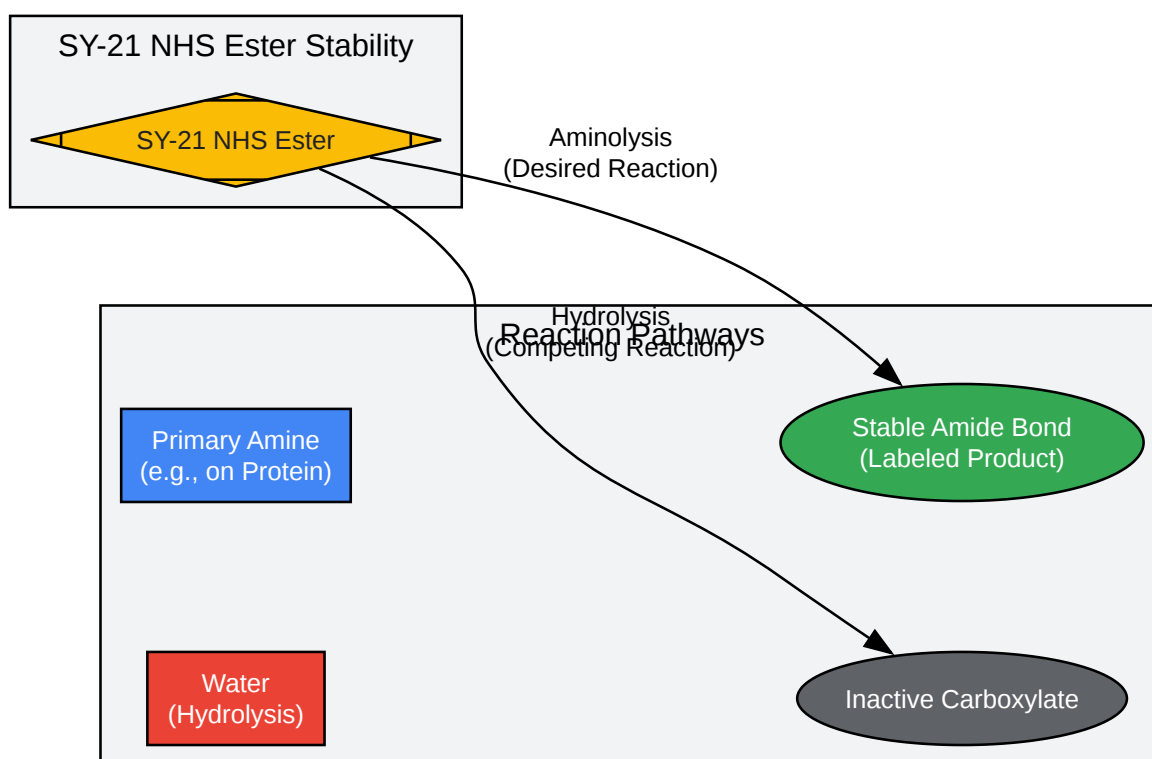 SY-21 NHS Ester Stability
SY-21 NHS Ester
Aminolysis
(Desired Reaction)
Hydrolysis
Reaction Pathways
(Competing Reaction)
Primary Amine
(e.g., on Protein)
Stable Amide Bond
(Labeled Product)
Water
(Hydrolysis)
Inactive Carboxylate